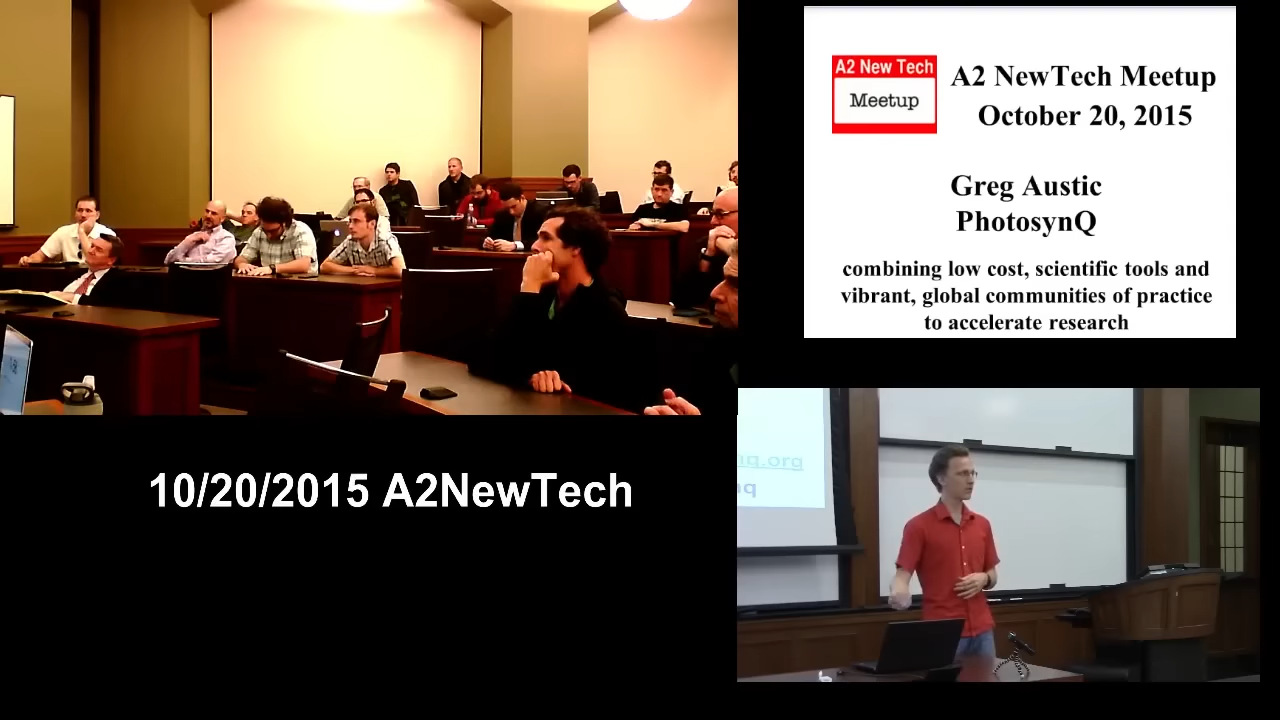 A2 New Tech
Meetup
A2 NewTech Meetup
October 20, 2015
Greg Austic
PhotosynQ
combining low cost, scientific tools and
vibrant, global communities of practice
to accelerate research
10/20/2015 A2NewTech
q.org